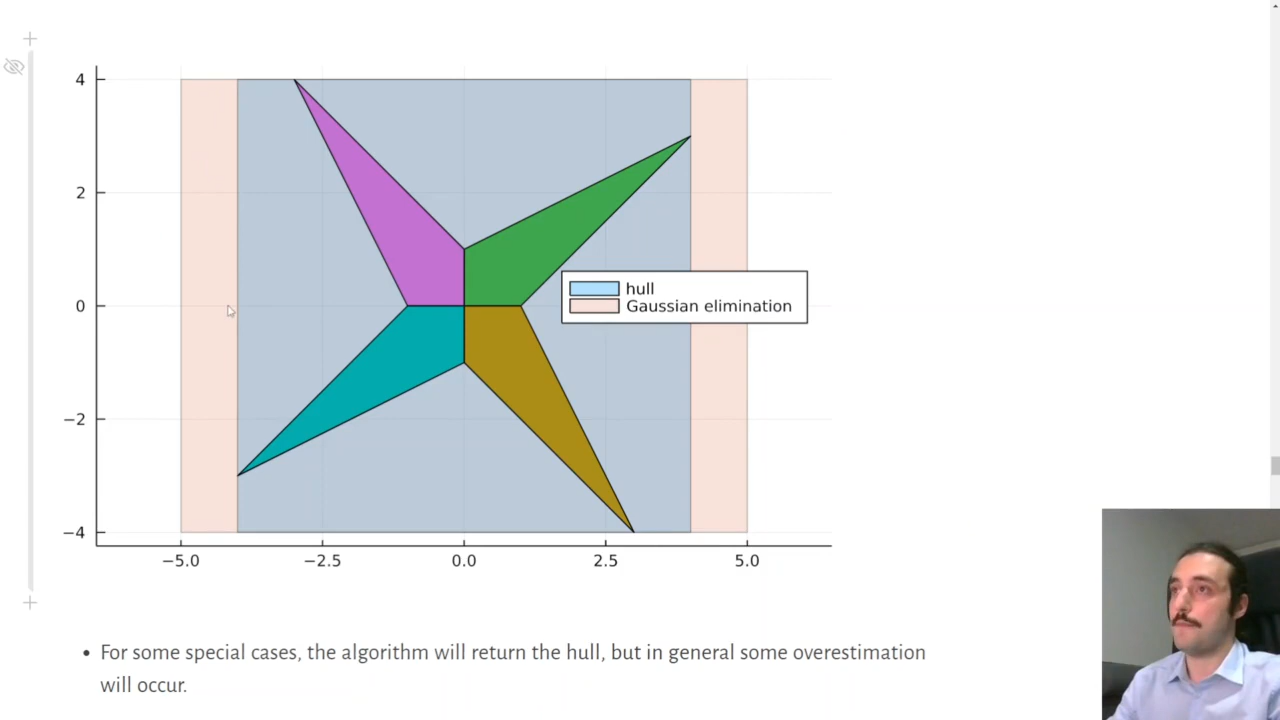 4
2
0
−2
−4
−5.0 −2.5 0.0 2.5 5.0
hull
Gaussian elimination
• For some special cases, the algorithm will return the hull, but in general some overestimation
will occur.